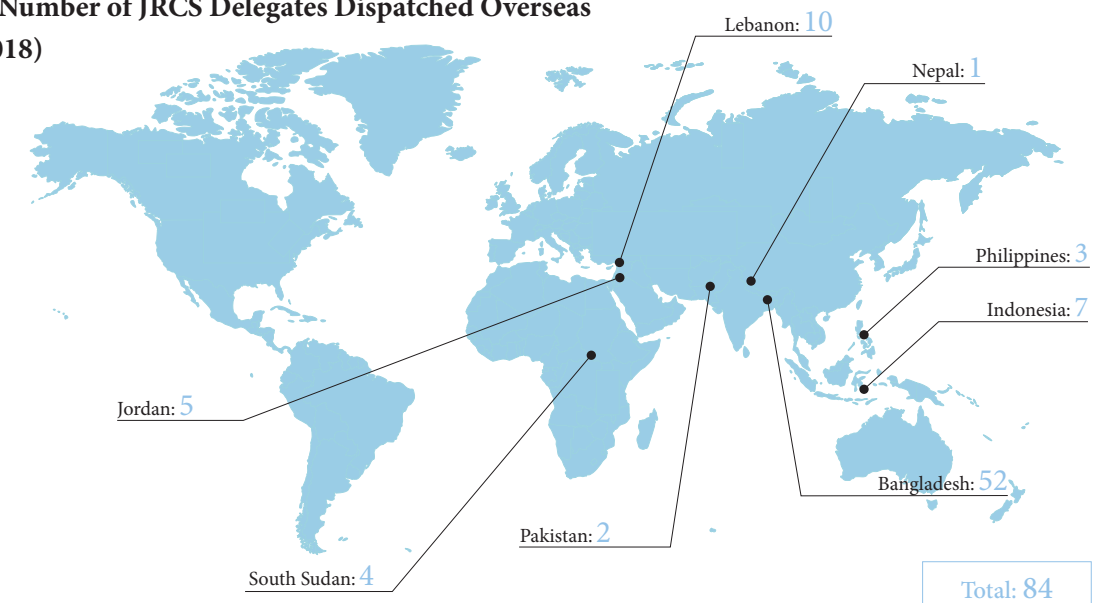 Number of JRCS Delegates Dispatched Overseas
018)
Lebanon: 10
Nepal: 1
Philippines: 3
Indonesia: 7
Jordan: 5
Bangladesh: 52
Pakistan: 2
South Sudan: 4
Total: 84